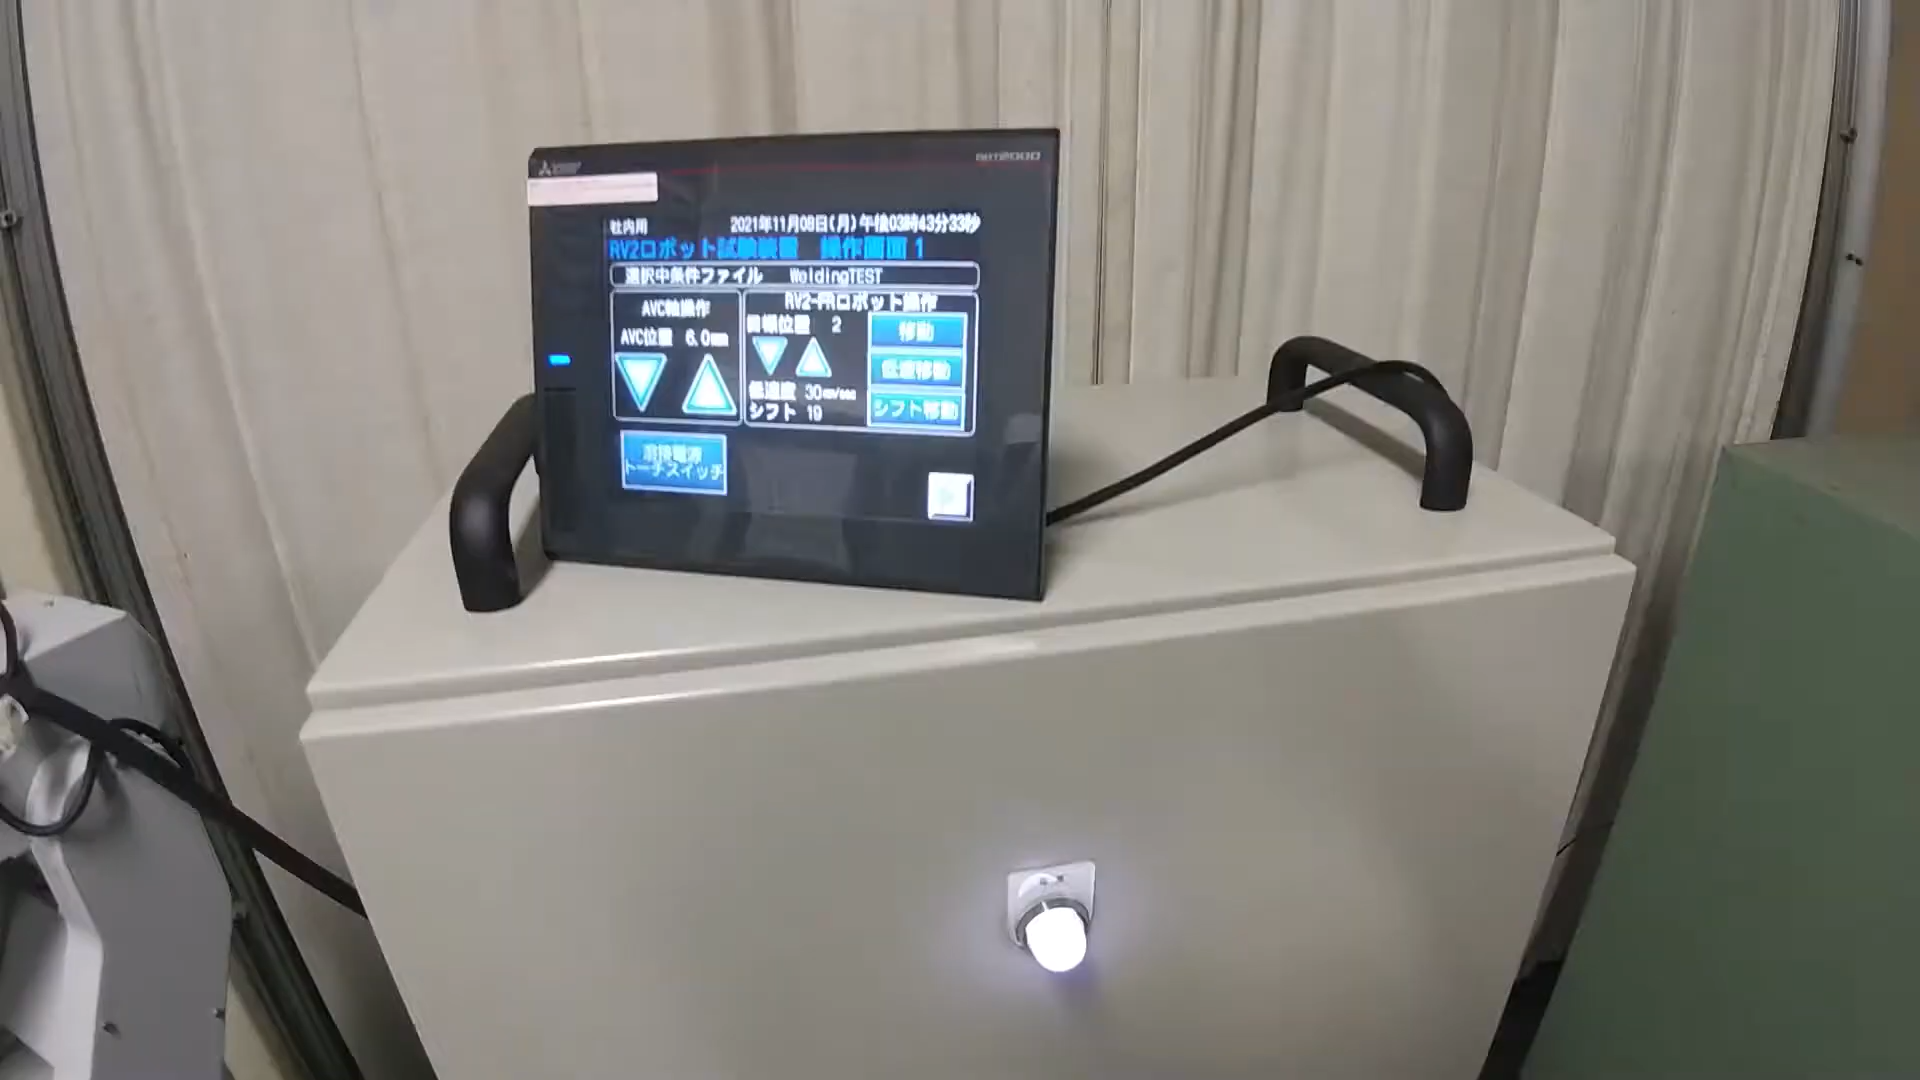 GOT2000
社内用 2021年11月08日(月) 午後03時43分33秒
RV2ロボット試験装置 操作画面1
選択中条件ファイル WeldingTEST
AVC軸操作
AVC位置 6.0mm
RV2-FRロボット操作
目標位置 2
低速度 30mm/sec
シフト 19
移動
低速移動
シフト移動
溶接電源
トーチスイッチ